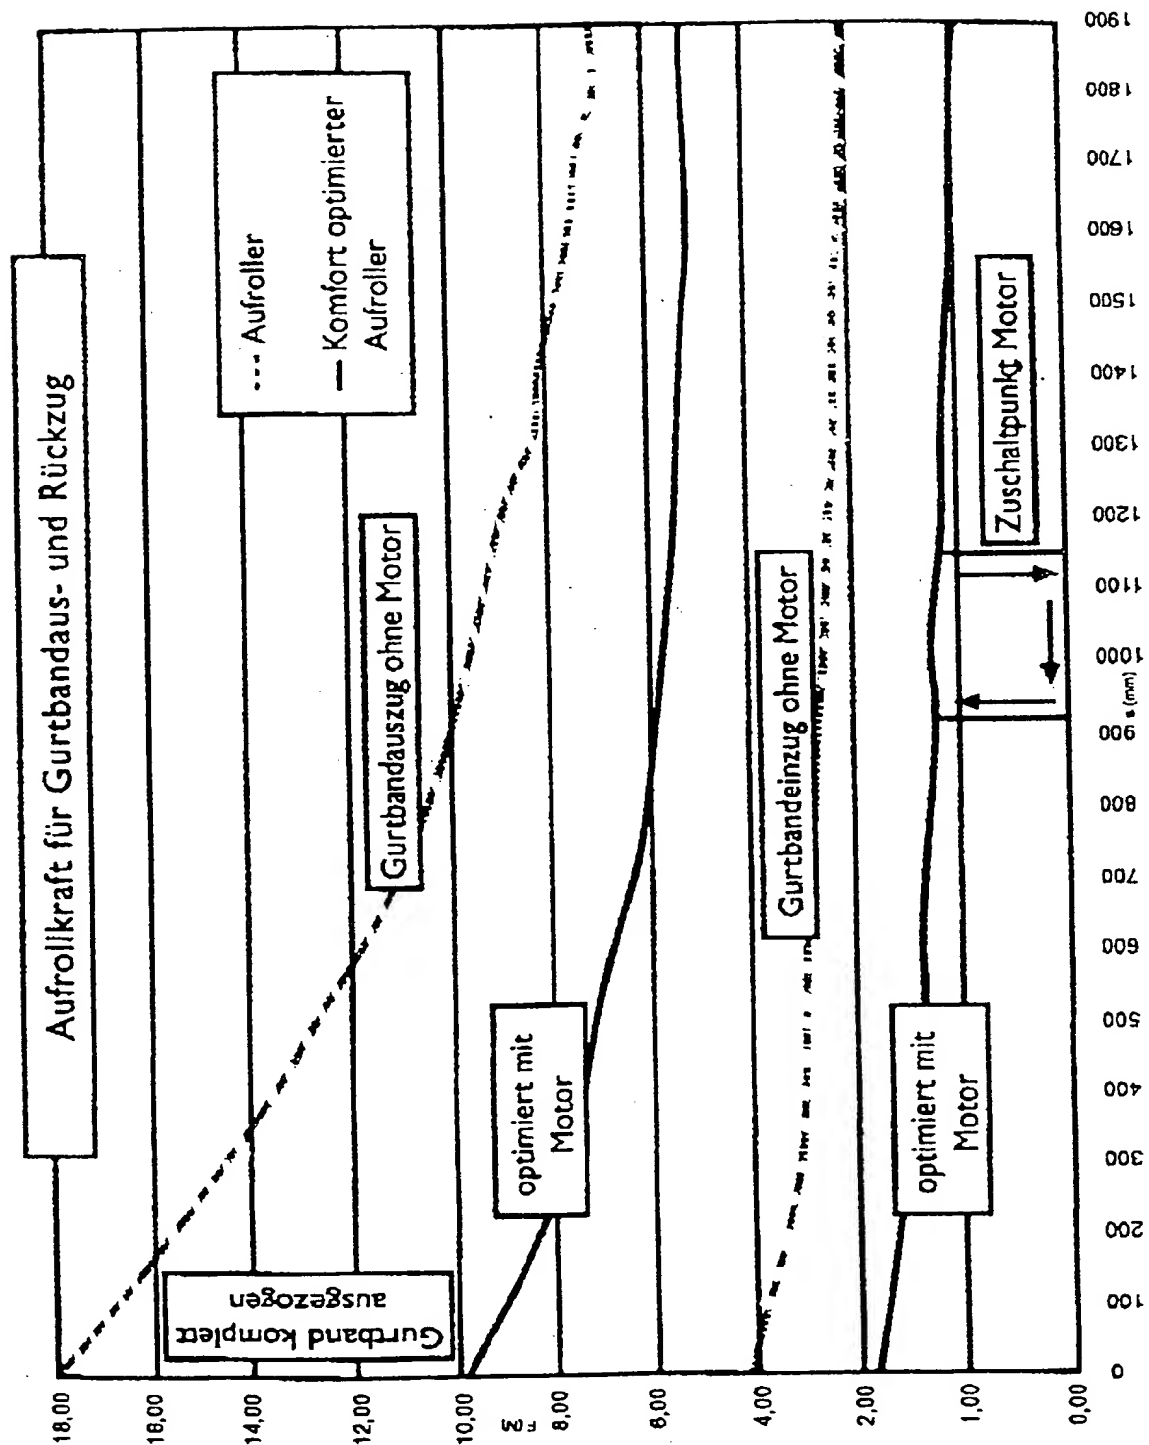 Aufrollkraft für Gurtbandaus- und Rückzug
--- Aufroller
— Komfort optimierter
Aufroller
Gurtbandauszug ohne Motor
Gurtband komplett
ausgezogen
optimiert mit
Motor
Gurtbandeinzug ohne Motor
optimiert mit
Motor
Zuschaltpunkt Motor
18,00
16,00
14,00
12,00
10,00
8,00
6,00
4,00
2,00
1,00
0,00
0
100
200
300
400
500
600
700
800
900
s (mm)
1000
1100
1200
1300
1400
1500
1600
1700
1800
1900